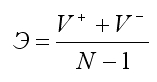 Э = (V⁺ + V⁻) / (N − 1)